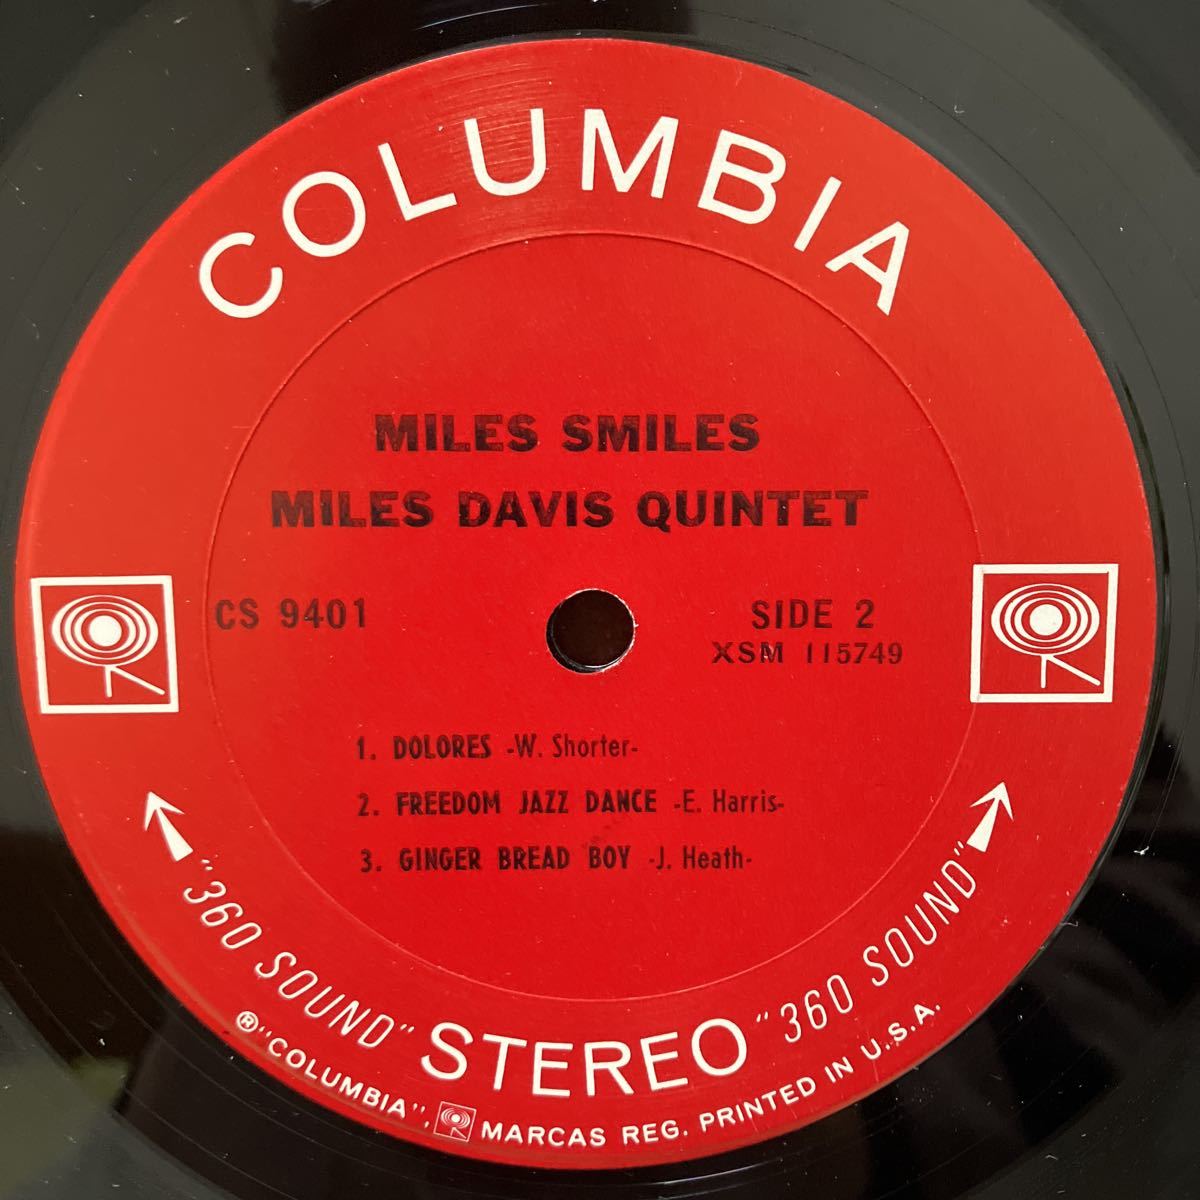 COLUMBIA
MILES SMILES
MILES DAVIS QUINTET
CS 9401
SIDE 2
XSM 115749
1. DOLORES -W. Shorter-
2. FREEDOM JAZZ DANCE -E. Harris-
3. GINGER BREAD BOY -J. Heath-
"360 SOUND" STEREO "360 SOUND"
®"COLUMBIA", MARCAS REG. PRINTED IN U.S.A.